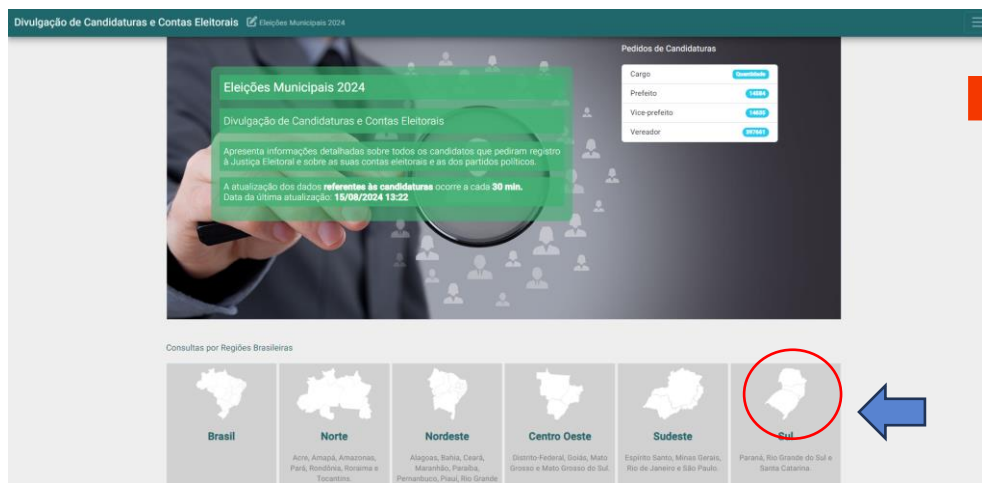 Divulgação de Candidaturas e Contas Eleitorais Eleições Municipais 2024
Eleições Municipais 2024
Divulgação de Candidaturas e Contas Eleitorais
Apresenta informações detalhadas sobre todos os candidatos que pediram registro
à Justiça Eleitoral e sobre as suas contas eleitorais e as dos partidos políticos.
A atualização dos dados referentes às candidaturas ocorre a cada 30 min.
Data da última atualização: 15/08/2024 13:22
Pedidos de Candidaturas
Cargo Quantidade
Prefeito 14084
Vice-prefeito
Vereador
Consultas por Regiões Brasileiras
Brasil
Norte
Acre, Amapá, Amazonas,
Pará, Rondônia, Roraima e
Tocantins.
Nordeste
Alagoas, Bahia, Ceará,
Maranhão, Paraíba,
Pernambuco, Piauí, Rio Grande
Centro Oeste
Distrito Federal, Goiás, Mato
Grosso e Mato Grosso do Sul.
Sudeste
Espírito Santo, Minas Gerais,
Rio de Janeiro e São Paulo.
Sul
Paraná, Rio Grande do Sul e
Santa Catarina.